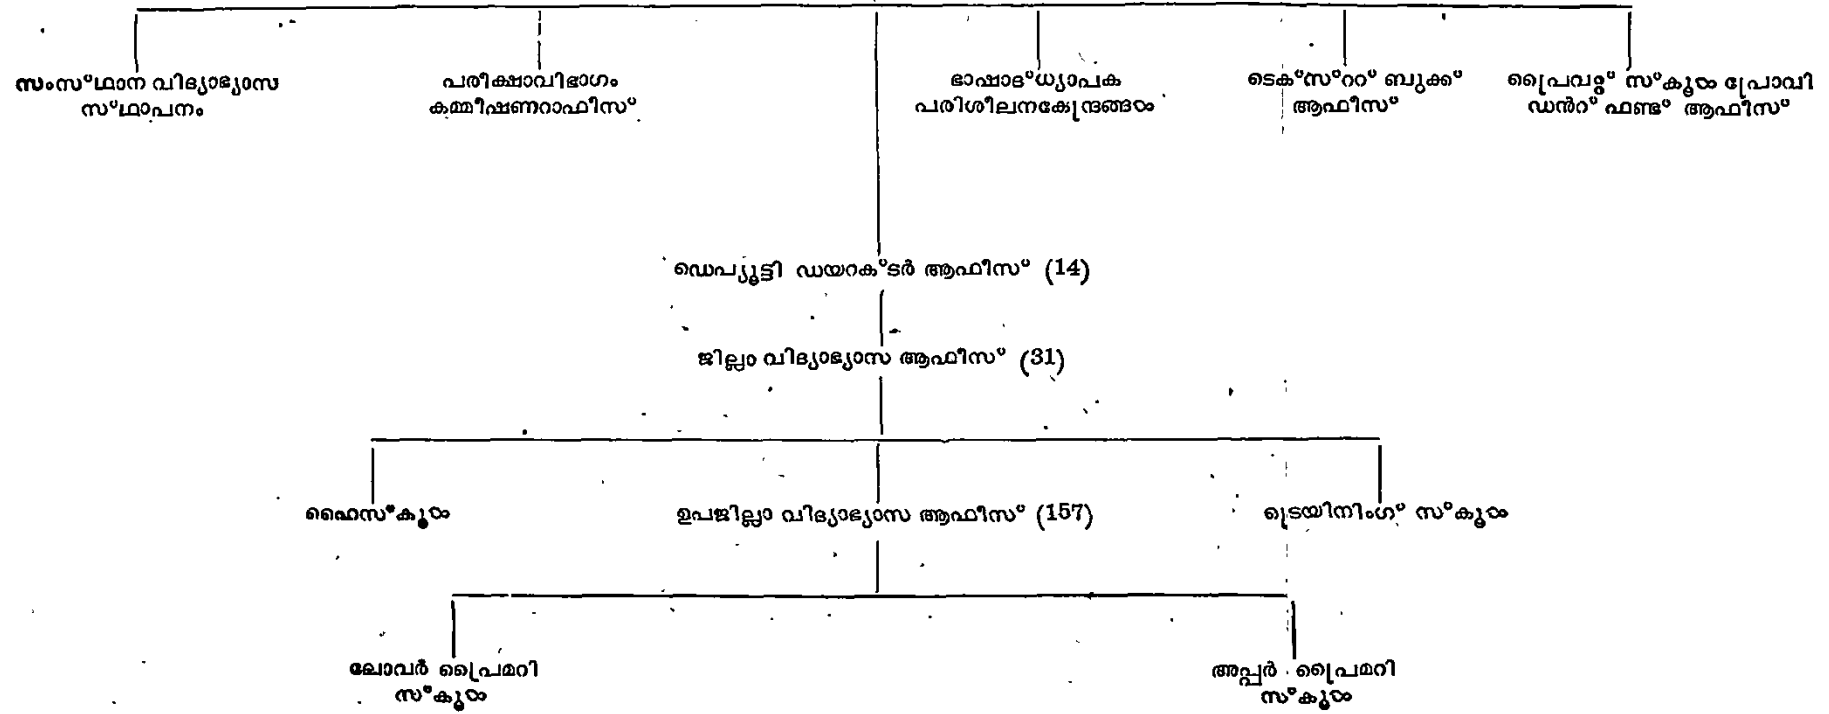 സംസ്ഥാന വിദ്യാഭ്യാസ
സ്ഥാപനം
പരീക്ഷാവിഭാഗം
കമ്മീഷണറാഫീസ്
ഭാഷാദ്ധ്യാപക
പരിശീലനകേന്ദ്രങ്ങൾ
ടെക്സ്ററ് ബുക്ക്
ആഫീസ്
പ്രൈവറ്റ് സ്കൂൾ പ്രോവി
ഡൻറ് ഫണ്ട് ആഫീസ്
ഡെപ്യൂട്ടി ഡയറക്ടർ ആഫീസ് (14)
ജില്ലാ വിദ്യാഭ്യാസ ആഫീസ് (31)
ഹൈസ്കൂൾ
ഉപജില്ലാ വിദ്യാഭ്യാസ ആഫീസ് (157)
ട്രെയിനിംഗ് സ്കൂൾ
ലോവർ പ്രൈമറി
സ്കൂൾ
അപ്പർ പ്രൈമറി
സ്കൂൾ